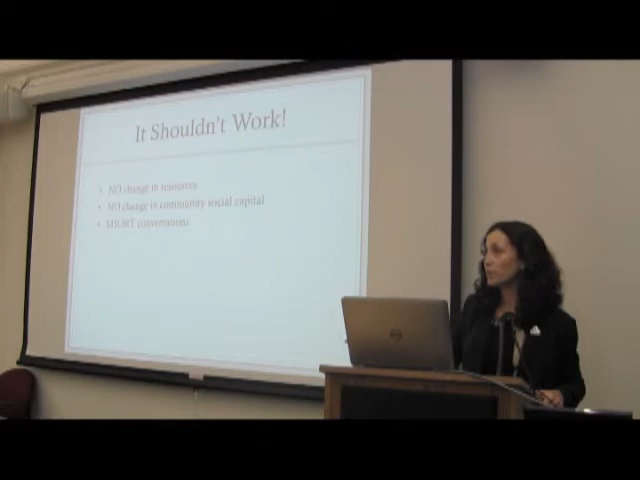 It Shouldn't Work!
• NO change in resources
• NO change in community social capital
• SHORT conversations